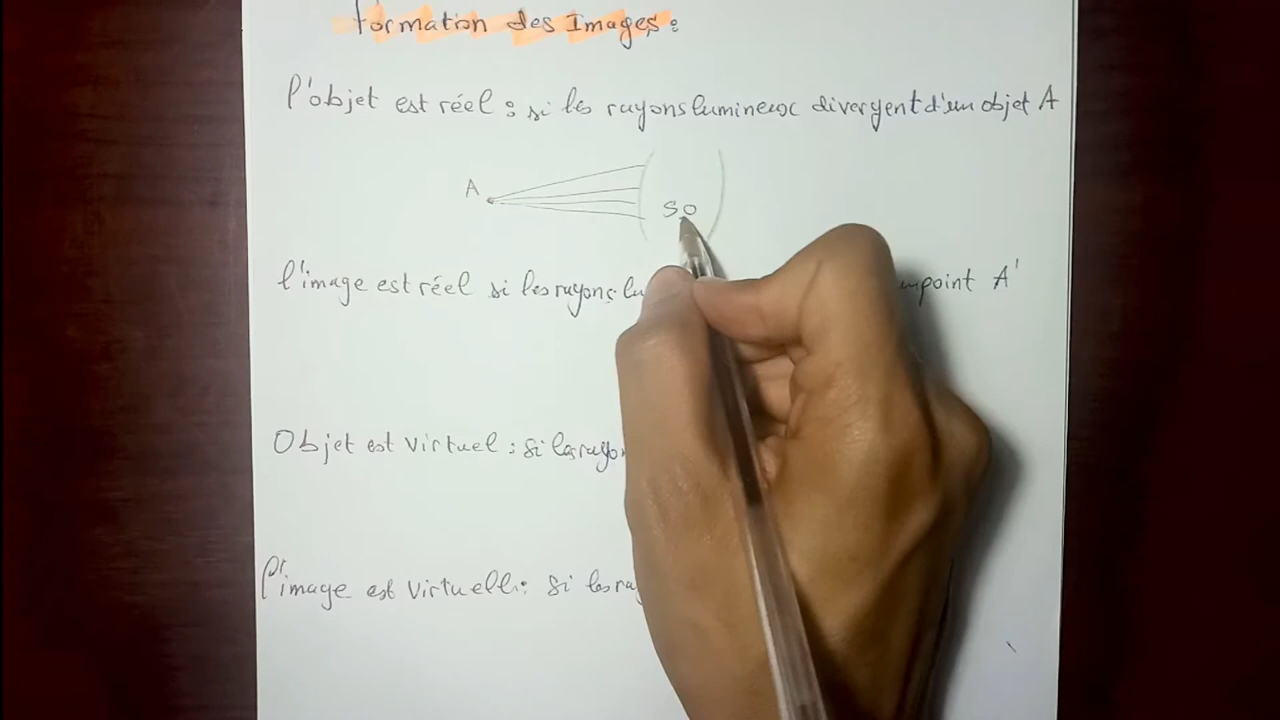 formation des Images :
l'objet est réel : si les rayons lumineux divergent d'un objet A
A
SO
l'image est réel si les rayons point A'
Objet est virtuel : si les
l'image est virtuelle : si les